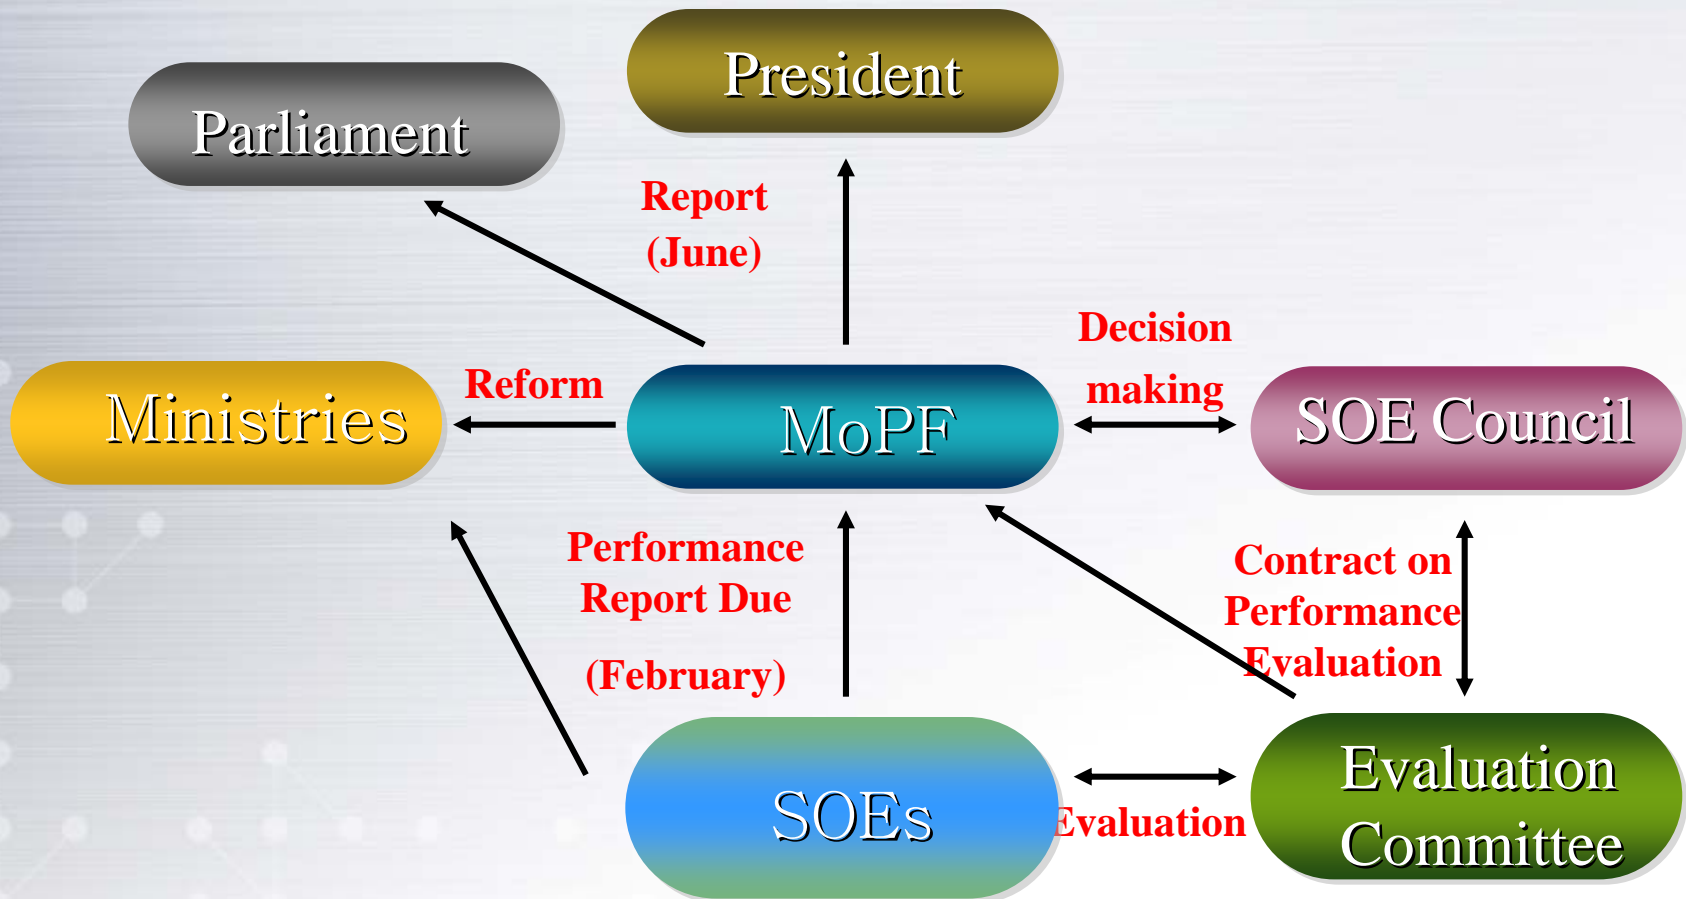 President
Parliament
Report
(June)
Decision
making
Reform
Ministries
MoPF
SOE Council
Performance
Report Due
(February)
Contract on
Performance
Evaluation
SOEs
Evaluation
Evaluation
Committee